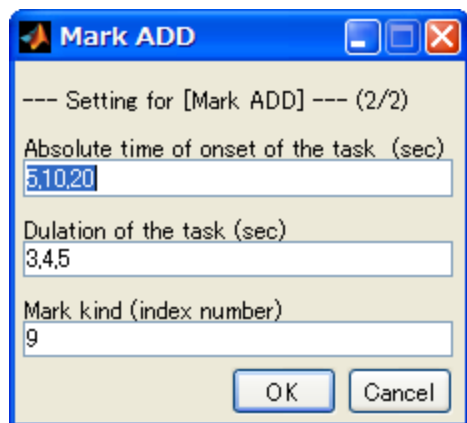 Mark ADD
--- Setting for [Mark ADD] --- (2/2)
Absolute time of onset of the task (sec)
5,10,20
Dulation of the task (sec)
3,4,5
Mark kind (index number)
9
OK Cancel